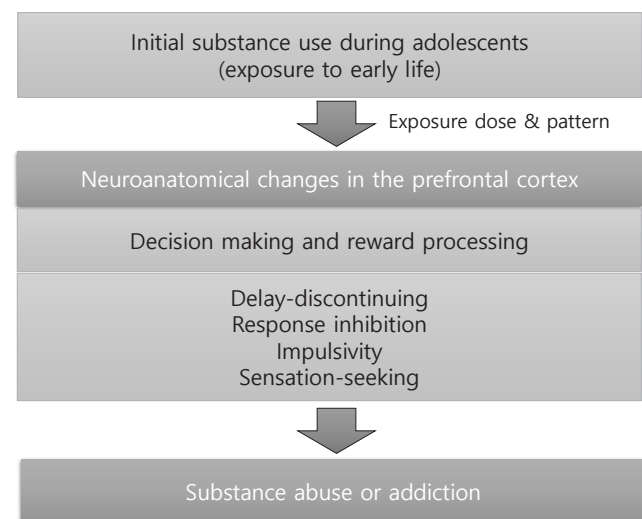 Initial substance use during adolescents
(exposure to early life)
Exposure dose & pattern
Neuroanatomical changes in the prefrontal cortex
Decision making and reward processing
Delay-discontinuing
Response inhibition
Impulsivity
Sensation-seeking
Substance abuse or addiction